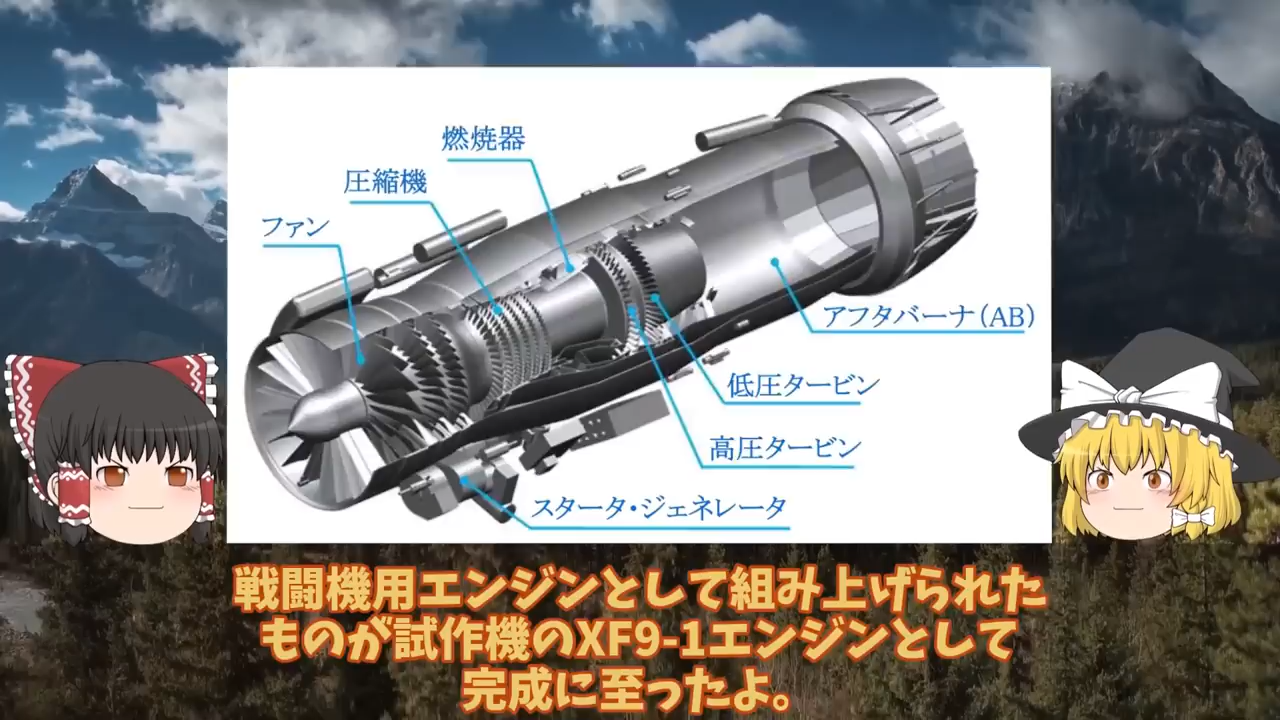 燃焼器
圧縮機
ファン
アフタバーナ(AB)
低圧タービン
高圧タービン
スタータ・ジェネレータ
戦闘機用エンジンとして組み上げられた
ものが試作機のXF9-1エンジンとして
完成に至ったよ。